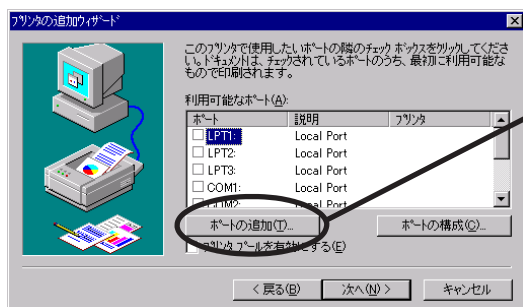 プリンタの追加ウィザード
このプリンタで使用したいポートの隣のチェック ボックスをクリックしてくださ
い。ドキュメントは、チェックされているポートのうち、最初に利用可能な
もので印刷されます。
利用可能なポート(A):
ポート 説明 プリンタ
LPT1: Local Port
LPT2: Local Port
LPT3: Local Port
COM1: Local Port
COM2: Local Port
ポートの追加(T)... ポートの構成(C)...
プリンタ プールを有効にする(E)
< 戻る(B) 次へ(N) > キャンセル